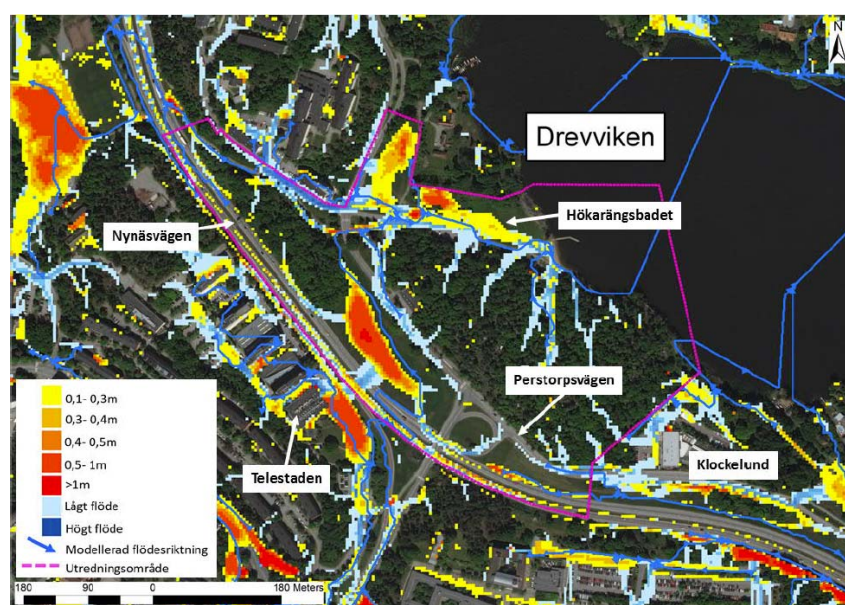 N
Drevviken
Hökarängsbadet
Nynäsvägen
Perstorpsvägen
Klockelund
Telestaden
0,1- 0,3m
0,3- 0,4m
0,4- 0,5m
0,5- 1m
>1m
Lågt flöde
Högt flöde
Modellerad flödesriktning
Utredningsområde
180 90 0 180 Meters